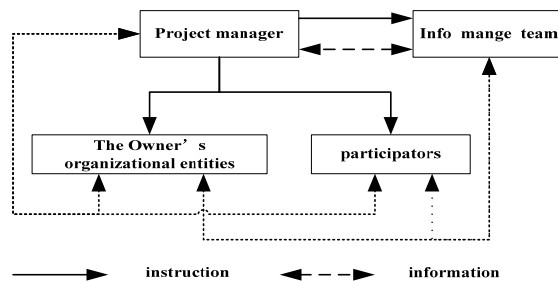 Project manager
Info mange team
The Owner's
organizational entities
participators
instruction
information